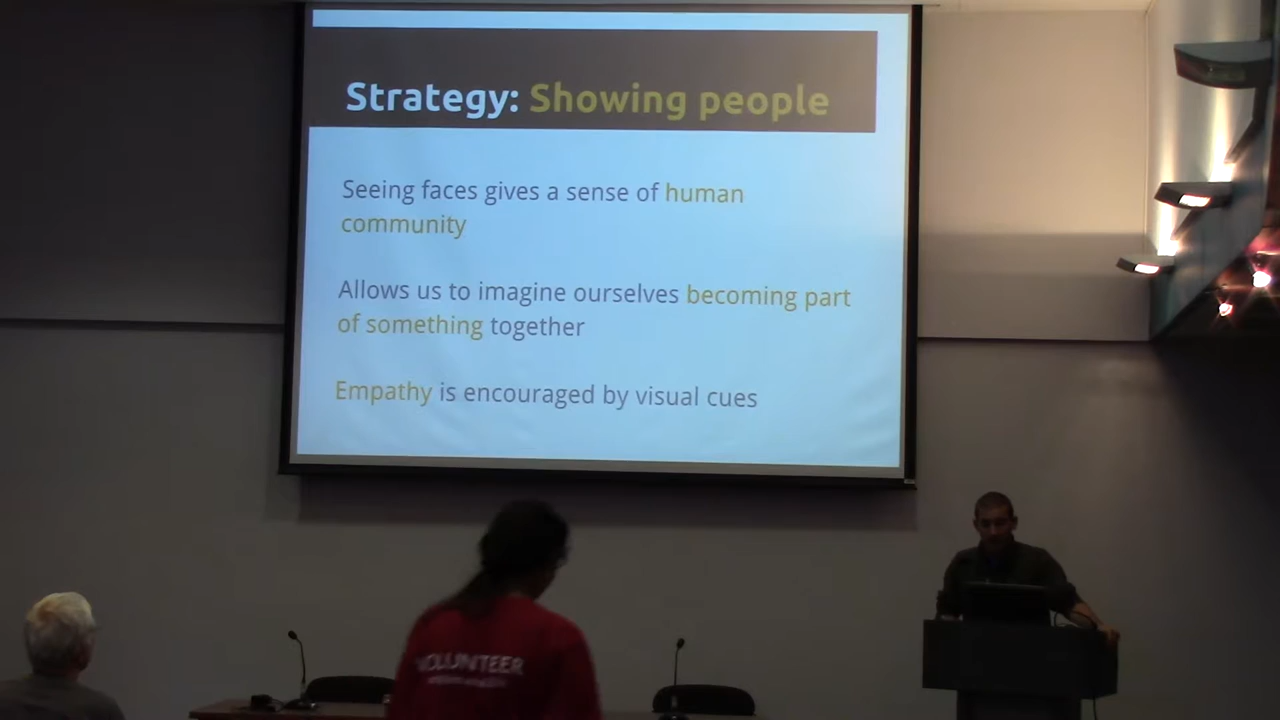 Strategy: Showing people
Seeing faces gives a sense of human
community
Allows us to imagine ourselves becoming part
of something together
Empathy is encouraged by visual cues
VOLUNTEER